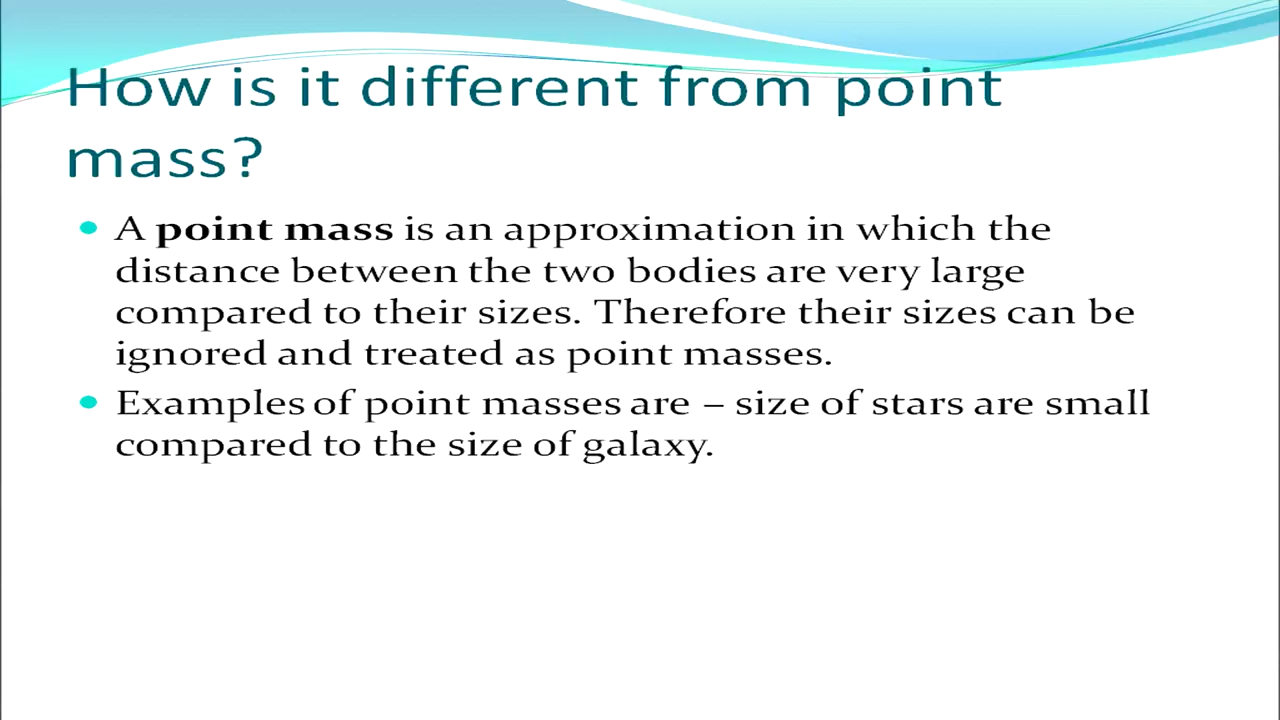 How is it different from point
mass?
A point mass is an approximation in which the
distance between the two bodies are very large
compared to their sizes. Therefore their sizes can be
ignored and treated as point masses.
Examples of point masses are – size of stars are small
compared to the size of galaxy.